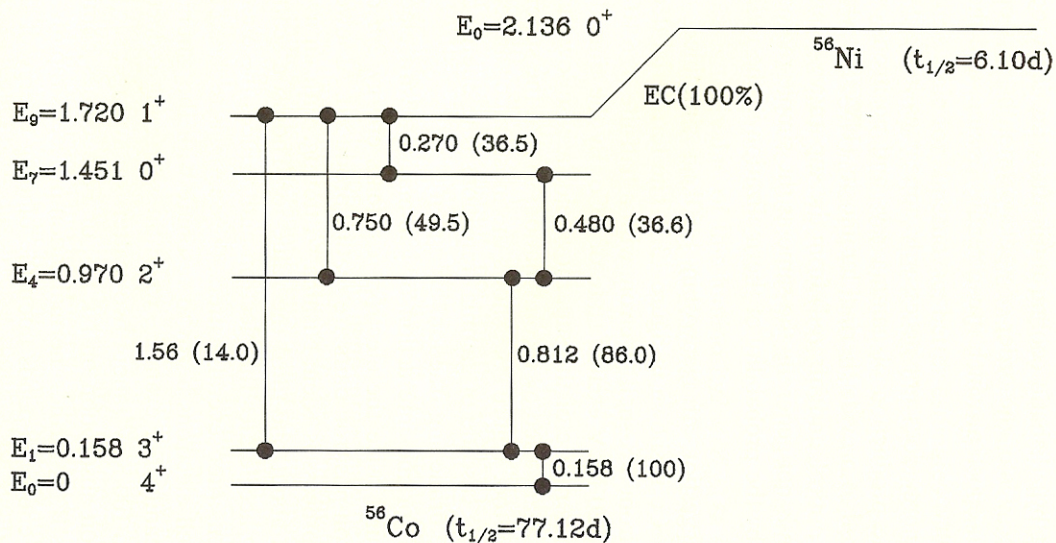 E₀=2.136 0⁺
⁵⁶Ni (t₁/₂=6.10d)
EC(100%)
E₉=1.720 1⁺
0.270 (36.5)
E₇=1.451 0⁺
0.750 (49.5)
0.480 (36.6)
E₄=0.970 2⁺
1.56 (14.0)
0.812 (86.0)
E₁=0.158 3⁺
0.158 (100)
E₀=0 4⁺
⁵⁶Co (t₁/₂=77.12d)